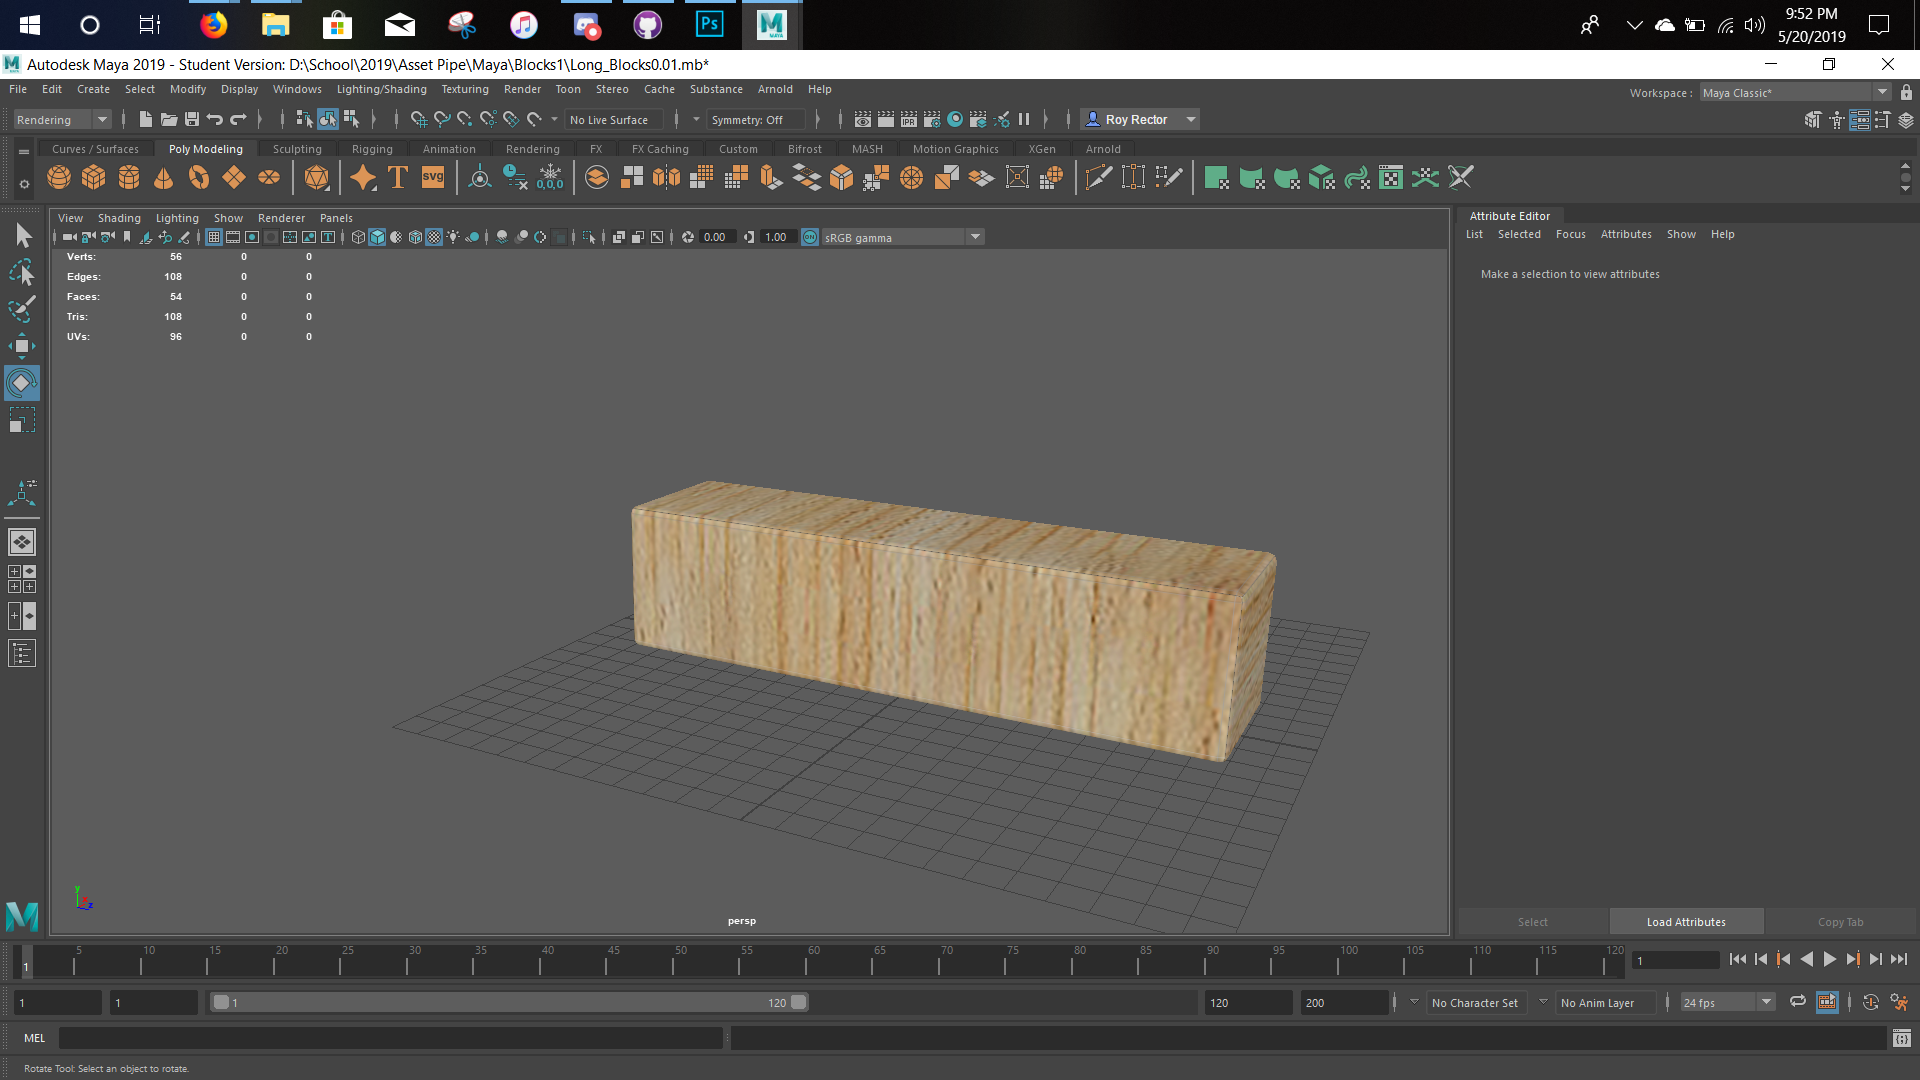 9:52 PM
5/20/2019
Ps
M
MAYA
Autodesk Maya 2019 - Student Version: D:\School\2019\Asset Pipe\Maya\Blocks1\Long_Blocks0.01.mb*
File Edit Create Select Modify Display Windows Lighting/Shading Texturing Render Toon Stereo Cache Substance Arnold Help
Workspace : Maya Classic*
Rendering No Live Surface Symmetry: Off IPR Roy Rector
Curves / Surfaces Poly Modeling Sculpting Rigging Animation Rendering FX FX Caching Custom Bifrost MASH Motion Graphics XGen Arnold
T svg 0,0,0
View Shading Lighting Show Renderer Panels
0.00 1.00 ON sRGB gamma
Verts: 56 0 0
Edges: 108 0 0
Faces: 54 0 0
Tris: 108 0 0
UVs: 96 0 0
y
z
persp
Attribute Editor
List Selected Focus Attributes Show Help
Make a selection to view attributes
Select Load Attributes Copy Tab
1 5 10 15 20 25 30 35 40 45 50 55 60 65 70 75 80 85 90 95 100 105 110 115 120 1
1 1 1 120 120 200 No Character Set No Anim Layer 24 fps
MEL
Rotate Tool: Select an object to rotate.